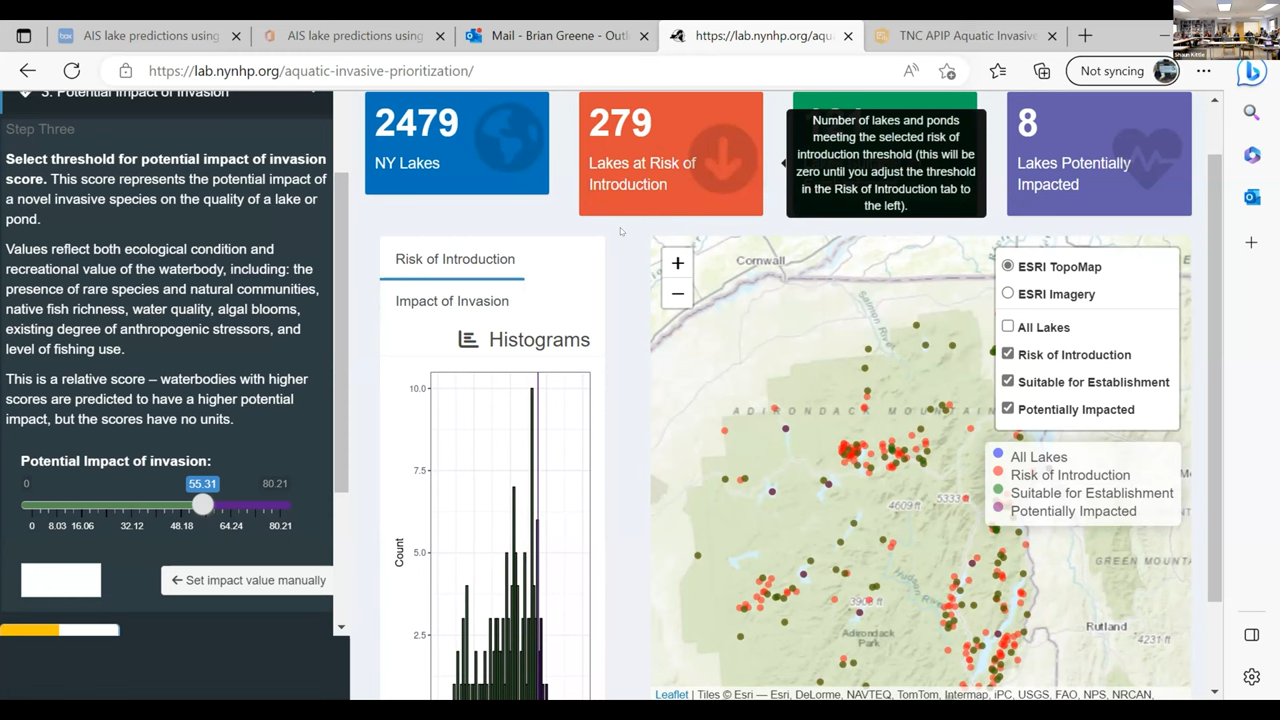 AIS lake predictions using
AIS lake predictions using
Mail - Brian Greene - Outl
https://lab.nynhp.org/aqua
TNC APIP Aquatic Invasive
Shaun Kittle
https://lab.nynhp.org/aquatic-invasive-prioritization/
Not syncing
3. Potential Impact of Invasion
Step Three
Select threshold for potential impact of invasion
score. This score represents the potential impact of
a novel invasive species on the quality of a lake or
pond.
Values reflect both ecological condition and
recreational value of the waterbody, including: the
presence of rare species and natural communities,
native fish richness, water quality, algal blooms,
existing degree of anthropogenic stressors, and
level of fishing use.
This is a relative score – waterbodies with higher
scores are predicted to have a higher potential
impact, but the scores have no units.
Potential Impact of invasion:
0
55.31
80.21
0 8.03 16.06 32.12 48.18 64.24 80.21
Set impact value manually
2479
NY Lakes
279
Lakes at Risk of
Introduction
Number of lakes and ponds
meeting the selected risk of
introduction threshold (this will be
zero until you adjust the threshold
in the Risk of Introduction tab to
the left).
8
Lakes Potentially
Impacted
Risk of Introduction
Impact of Invasion
Histograms
10.0
7.5
5.0
2.5
Count
+
−
Cornwall
Salmon River
ADIRONDACK MOUNTAIN
4609 ft
5333
Hudson River
3908 ft
Adirondack
Park
GREEN MOUNTA
Rutland
4231 ft
ESRI TopoMap
ESRI Imagery
All Lakes
Risk of Introduction
Suitable for Establishment
Potentially Impacted
All Lakes
Risk of Introduction
Suitable for Establishment
Potentially Impacted
Leaflet | Tiles © Esri — Esri, DeLorme, NAVTEQ, TomTom, Intermap, iPC, USGS, FAO, NPS, NRCAN,